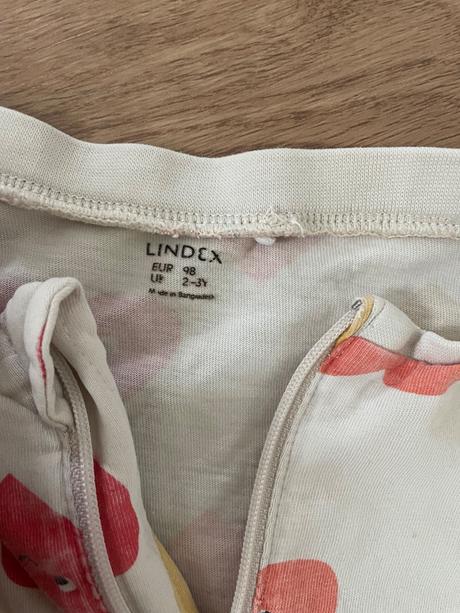 LINDEX
EUR 98
UK 2-3Y
Made in Bangladesh